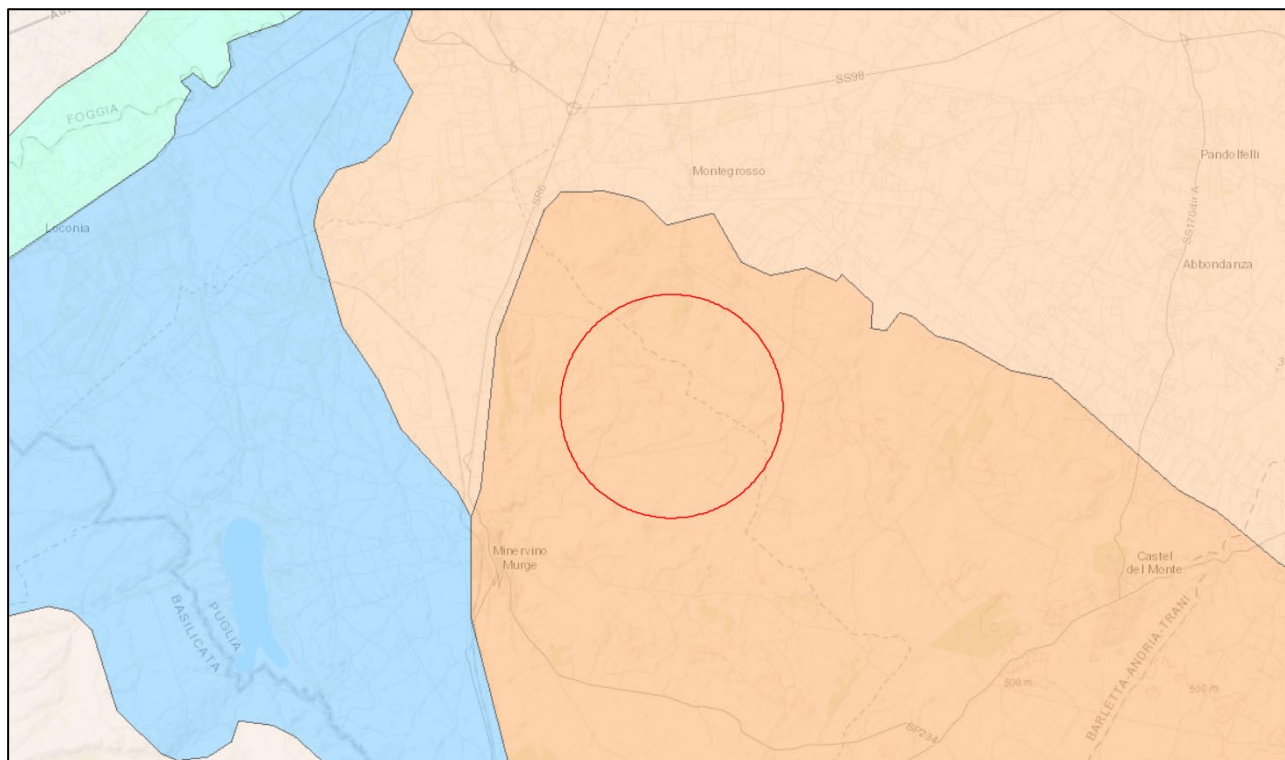 SS98
FOGGIA
Montegrosso
Pandolfelli
SP6
SS170dir A
Loconia
Abbondanza
Minervino
Murge
Castel
del Monte
PUGLIA
BASILICATA
BARLETTA-ANDRIA-TRANI
500 m
SP234